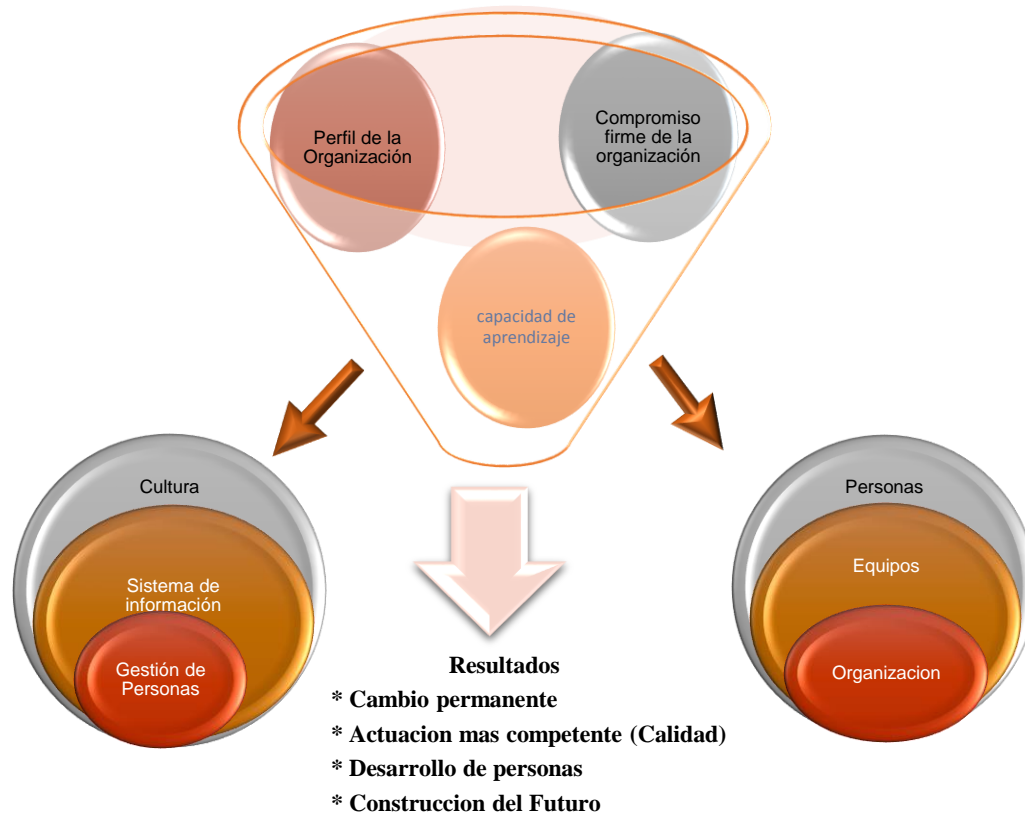 Perfil de la
Organización
Compromiso
firme de la
organización
capacidad de
aprendizaje
Cultura
Sistema de
información
Gestión de
Personas
Personas
Equipos
Organizacion
Resultados
* Cambio permanente
* Actuacion mas competente (Calidad)
* Desarrollo de personas
* Construccion del Futuro